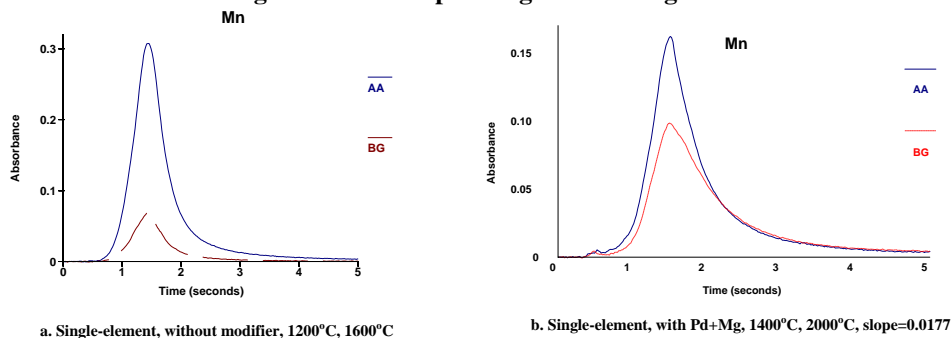 Mn
0.3
0.2
0.1
0
Absorbance
AA
BG
0 1 2 3 4 5
Time (seconds)
a. Single-element, without modifier, 1200°C, 1600°C
Mn
0.15
0.10
0.05
0.00
Absorbance
AA
BG
0 1 2 3 4 5
Time (seconds)
b. Single-element, with Pd+Mg, 1400°C, 2000°C, slope=0.0177